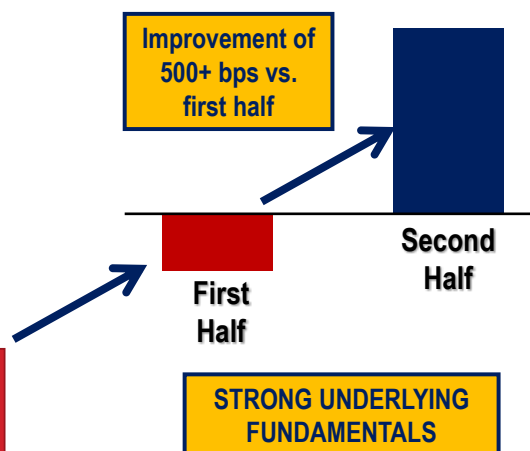 Improvement of
500+ bps vs.
first half
Second
Half
First
Half
STRONG UNDERLYING
FUNDAMENTALS